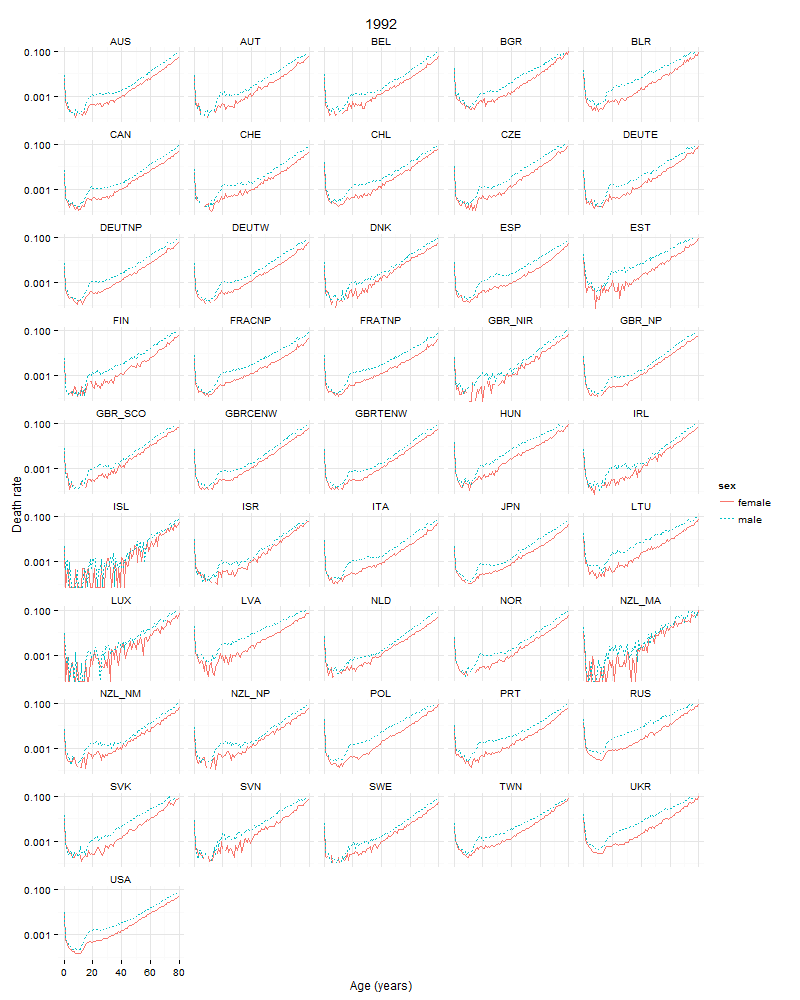 1992
AUS AUT BEL BGR BLR
0.100
0.001
CAN CHE CHL CZE DEUTE
0.100
0.001
DEUTNP DEUTW DNK ESP EST
0.100
0.001
FIN FRACNP FRATNP GBR_NIR GBR_NP
0.100
0.001
GBR_SCO GBRCENW GBRTENW HUN IRL
0.100
0.001
Death rate
sex
female
male
ISL ISR ITA JPN LTU
0.100
0.001
LUX LVA NLD NOR NZL_MA
0.100
0.001
NZL_NM NZL_NP POL PRT RUS
0.100
0.001
SVK SVN SWE TWN UKR
0.100
0.001
USA
0.100
0.001
0 20 40 60 80
Age (years)